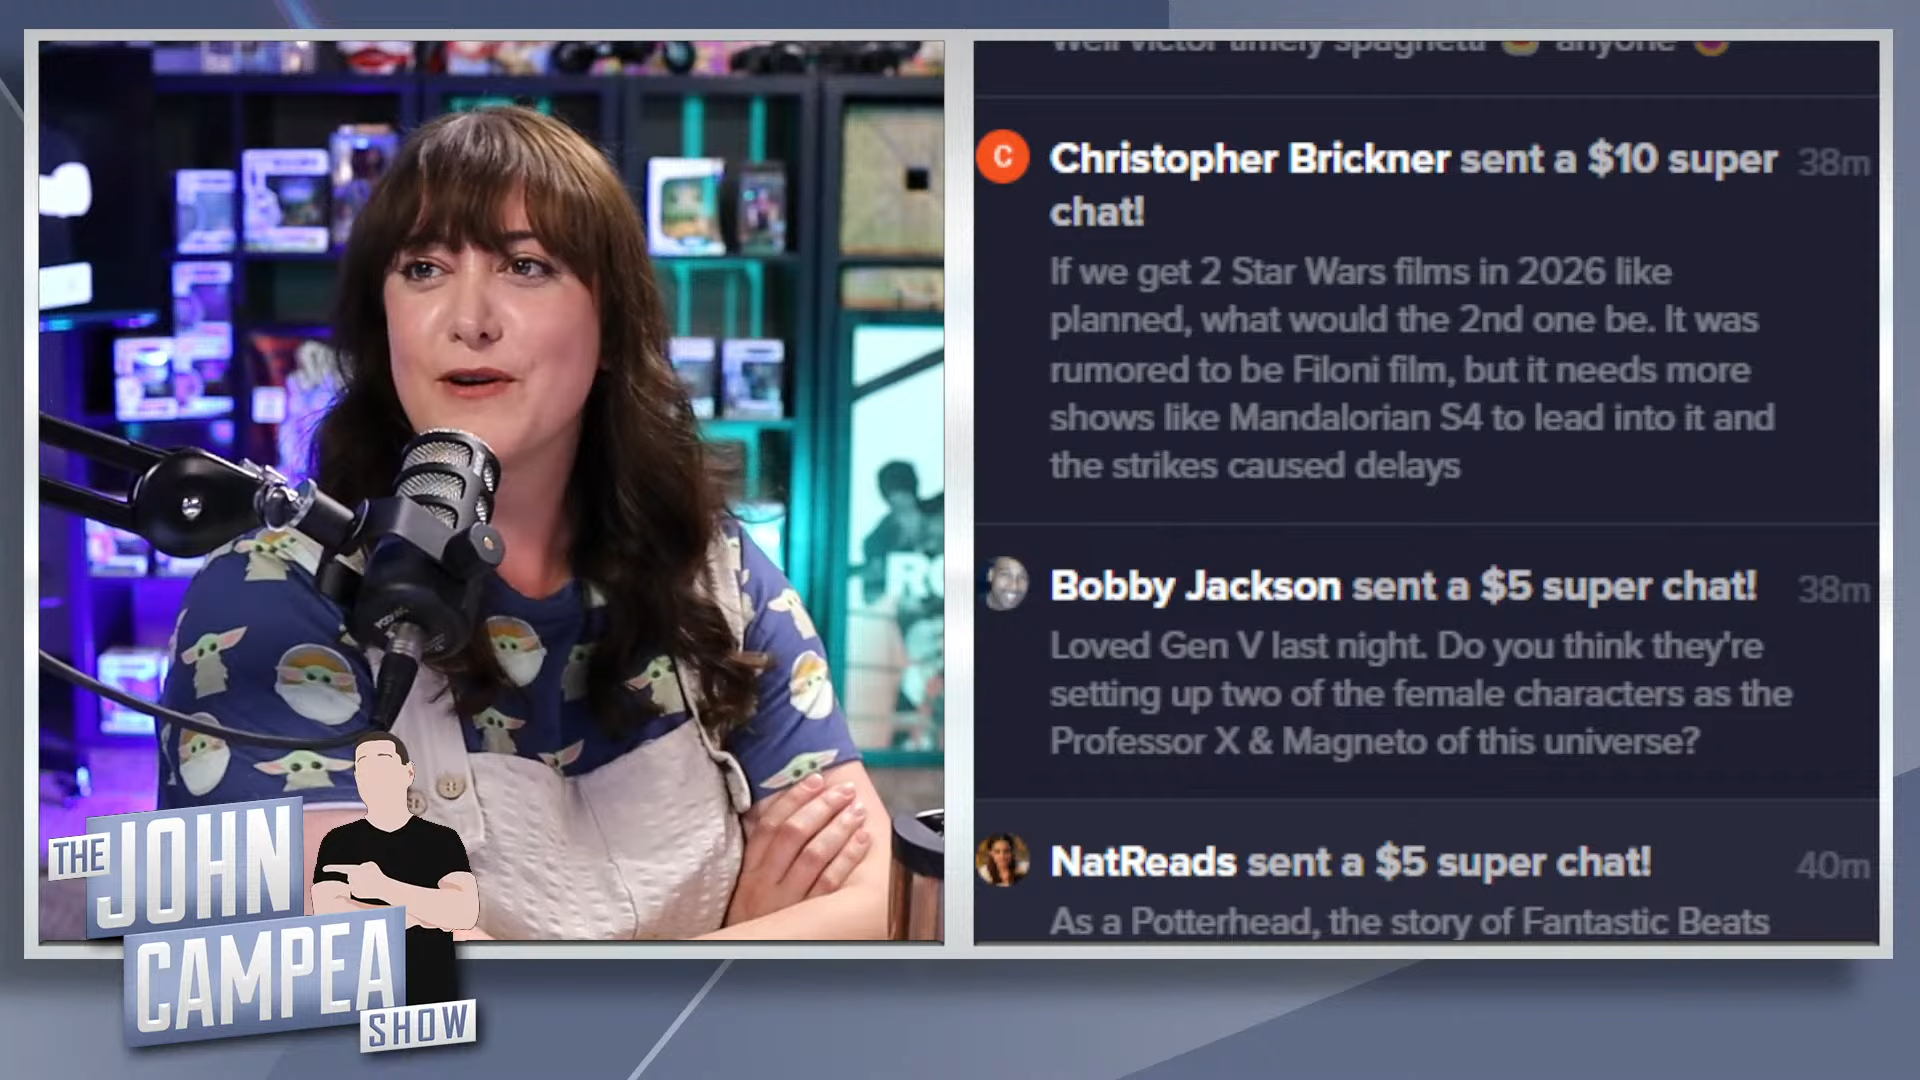 Well Victor timely spaghetti anyone
C
Christopher Brickner sent a $10 super 38m
chat!
If we get 2 Star Wars films in 2026 like
planned, what would the 2nd one be. It was
rumored to be Filoni film, but it needs more
shows like Mandalorian S4 to lead into it and
the strikes caused delays
Bobby Jackson sent a $5 super chat! 38m
Loved Gen V last night. Do you think they're
setting up two of the female characters as the
Professor X & Magneto of this universe?
NatReads sent a $5 super chat! 40m
As a Potterhead, the story of Fantastic Beats
THE
JOHN
CAMPEA
SHOW